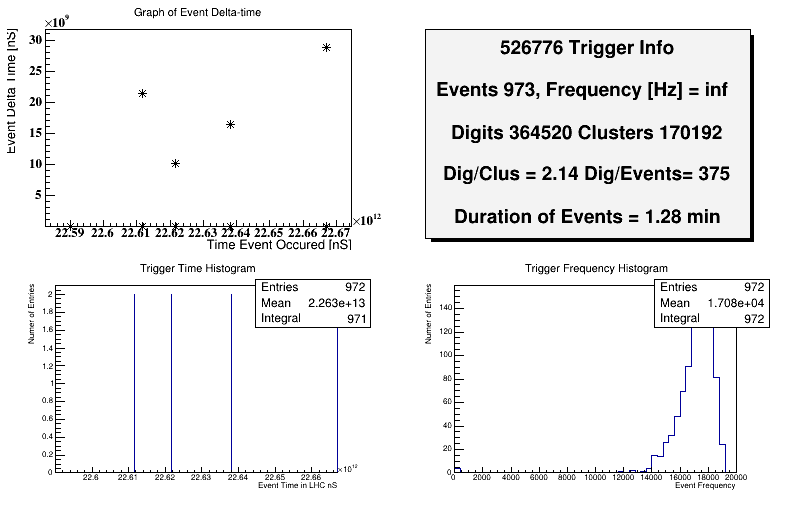 Graph of Event Delta-time
×10⁹
Event Delta Time [nS]
30
25
20
15
10
5
22.59 22.6 22.61 22.62 22.63 22.64 22.65 22.66 22.67
×10¹²
Time Event Occured [nS]
526776 Trigger Info
Events 973, Frequency [Hz] = inf
Digits 364520 Clusters 170192
Dig/Clus = 2.14 Dig/Events= 375
Duration of Events = 1.28 min
Trigger Time Histogram
Entries 972
Mean 2.263e+13
Integral 971
Numer of Entries
2
1.8
1.6
1.4
1.2
1
0.8
0.6
0.4
0.2
0
22.6 22.61 22.62 22.63 22.64 22.65 22.66
×10¹²
Event Time in LHC nS
Trigger Frequency Histogram
Entries 972
Mean 1.708e+04
Integral 972
Numer of Entries
140
120
100
80
60
40
20
0
0 2000 4000 6000 8000 10000 12000 14000 16000 18000 20000
Event Frequency